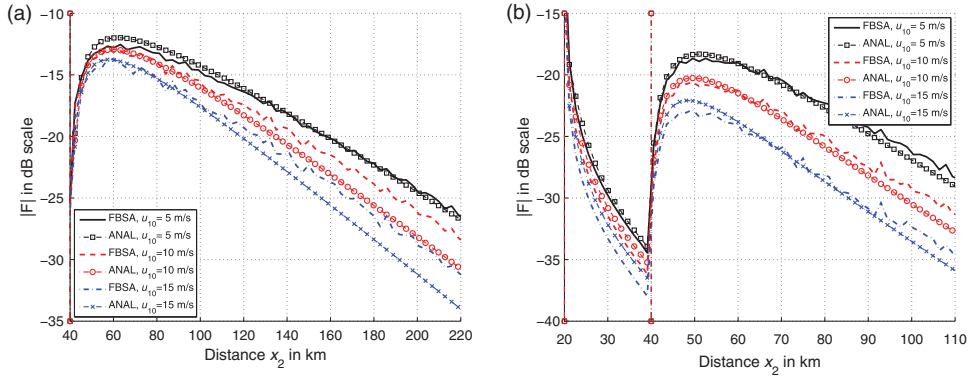 (a)
−10
−15
−20
−25
−30
−35
|F| in dB scale
FBSA, u10= 5 m/s
ANAL, u10= 5 m/s
FBSA, u10=10 m/s
ANAL, u10=10 m/s
FBSA, u10=15 m/s
ANAL, u10=15 m/s
40 60 80 100 120 140 160 180 200 220
Distance x2 in km
(b)
−15
−20
−25
−30
−35
−40
|F| in dB scale
FBSA, u10= 5 m/s
ANAL, u10= 5 m/s
FBSA, u10=10 m/s
ANAL, u10=10 m/s
FBSA, u10=15 m/s
ANAL, u10=15 m/s
20 30 40 50 60 70 80 90 100 110
Distance x2 in km